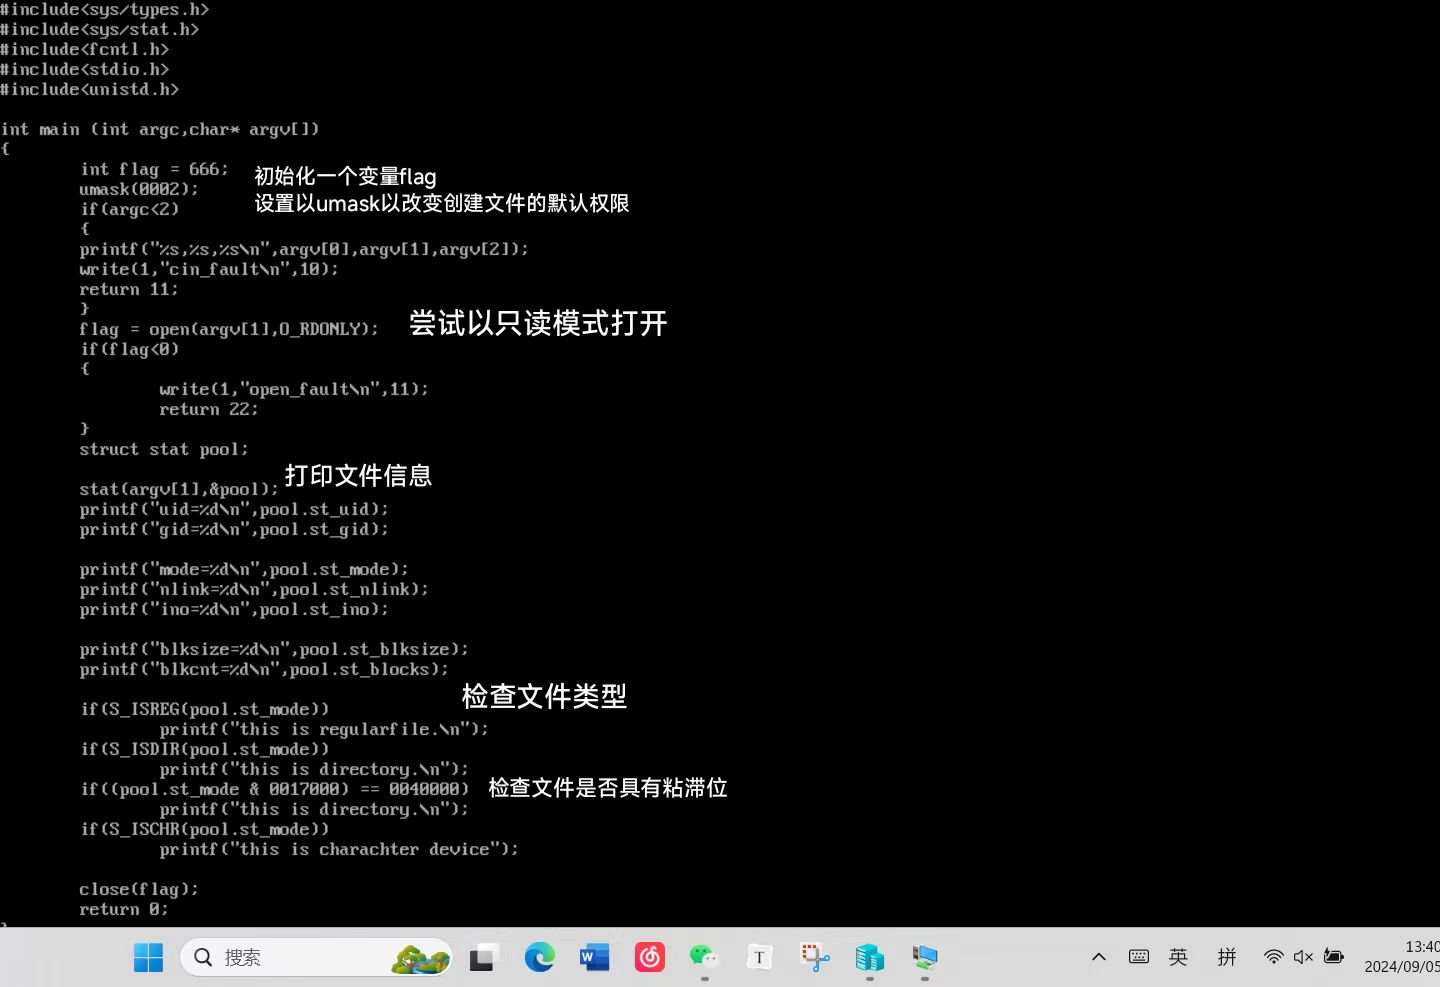 #include<sys/types.h>
#include<sys/stat.h>
#include<fcntl.h>
#include<stdio.h>
#include<unistd.h>
int main (int argc,char* argv[])
{
int flag = 666;
初始化一个变量flag
umask(0002);
设置以umask以改变创建文件的默认权限
if(argc<2)
{
printf("%s,%s,%s\n",argv[0],argv[1],argv[2]);
write(1,"cin_fault\n",10);
return 11;
}
flag = open(argv[1],O_RDONLY);
尝试以只读模式打开
if(flag<0)
{
write(1,"open_fault\n",11);
return 22;
}
struct stat pool;
打印文件信息
stat(argv[1],&pool);
printf("uid=%d\n",pool.st_uid);
printf("gid=%d\n",pool.st_gid);
printf("mode=%d\n",pool.st_mode);
printf("nlink=%d\n",pool.st_nlink);
printf("ino=%d\n",pool.st_ino);
printf("blksize=%d\n",pool.st_blksize);
printf("blkcnt=%d\n",pool.st_blocks);
检查文件类型
if(S_ISREG(pool.st_mode))
printf("this is regularfile.\n");
if(S_ISDIR(pool.st_mode))
printf("this is directory.\n");
if((pool.st_mode & 0017000) == 0040000)
检查文件是否具有粘滞位
printf("this is directory.\n");
if(S_ISCHR(pool.st_mode))
printf("this is charachter device");
close(flag);
return 0;
搜索
W
T
英
拼
13:40
2024/09/05